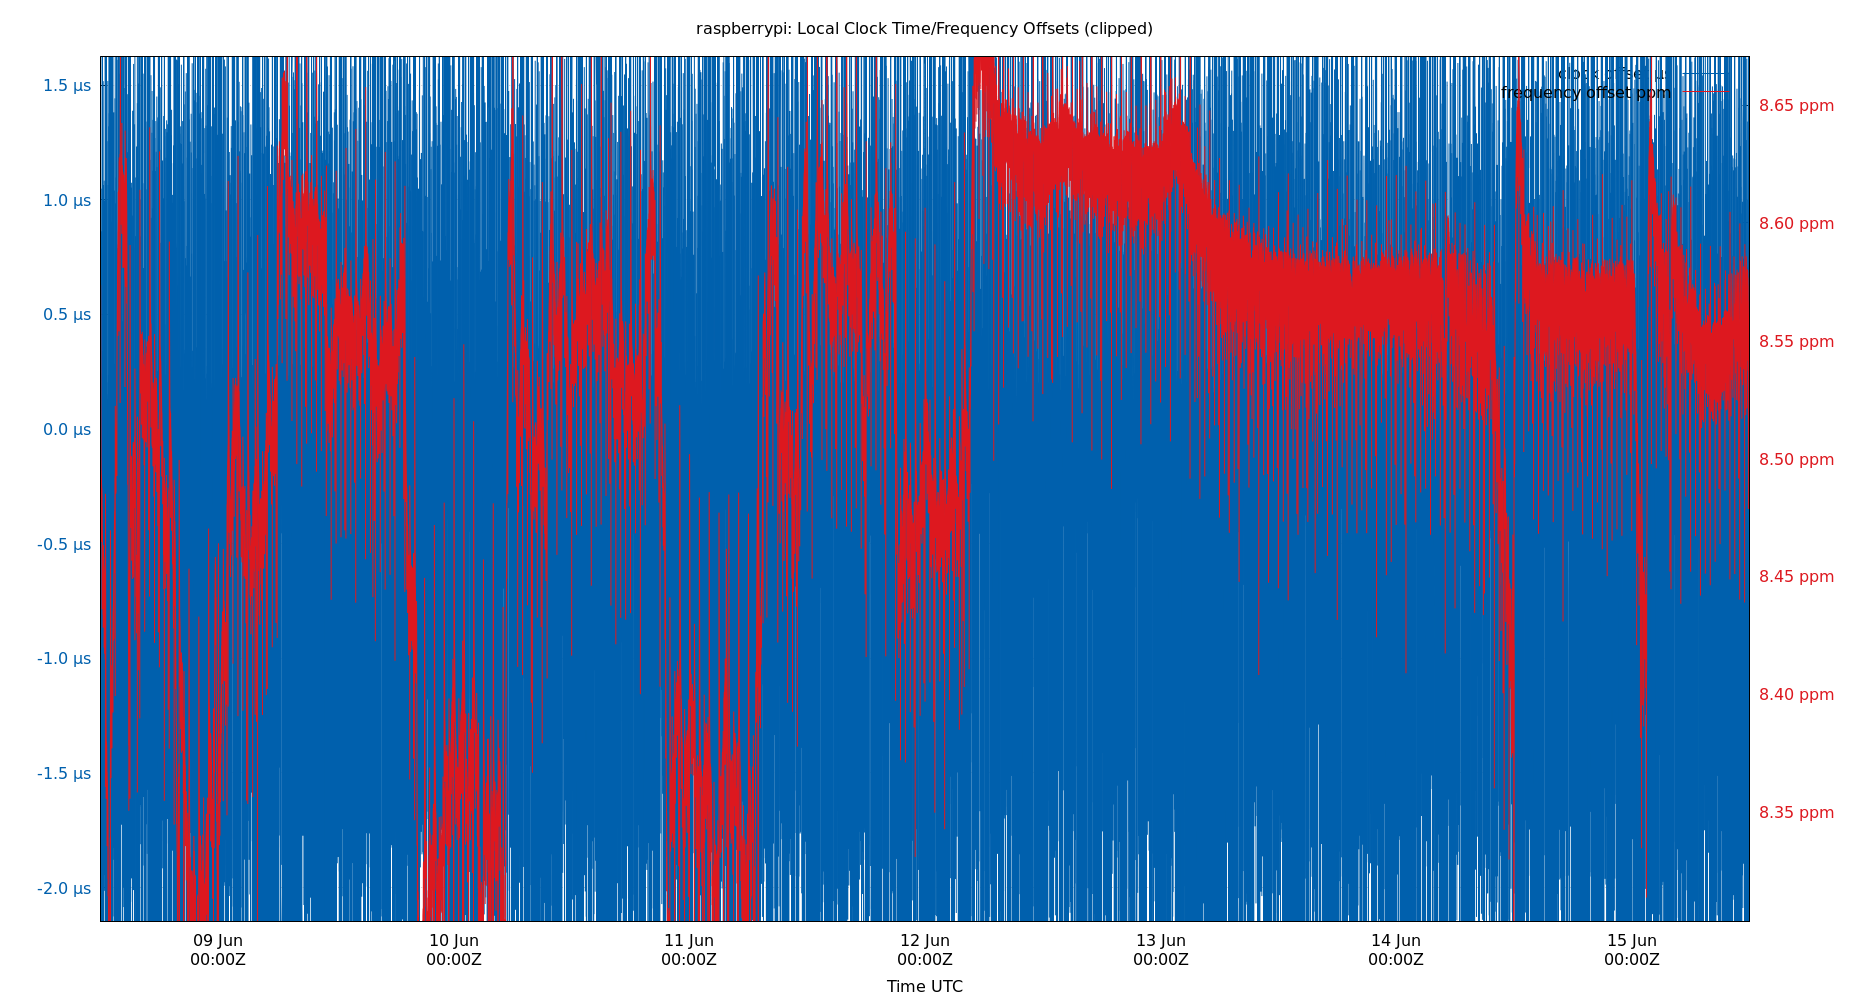 raspberrypi: Local Clock Time/Frequency Offsets (clipped)
clock offset µs
frequency offset ppm
1.5 µs
1.0 µs
0.5 µs
0.0 µs
-0.5 µs
-1.0 µs
-1.5 µs
-2.0 µs
8.65 ppm
8.60 ppm
8.55 ppm
8.50 ppm
8.45 ppm
8.40 ppm
8.35 ppm
09 Jun 10 Jun 11 Jun 12 Jun 13 Jun 14 Jun 15 Jun
00:00Z 00:00Z 00:00Z 00:00Z 00:00Z 00:00Z 00:00Z
Time UTC